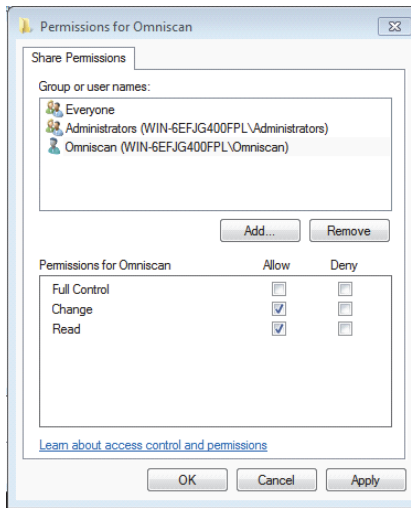 Permissions for Omniscan
Share Permissions
Group or user names:
Everyone
Administrators (WIN-6EFJG400FPL\Administrators)
Omniscan (WIN-6EFJG400FPL\Omniscan)
Add... Remove
Permissions for Omniscan Allow Deny
Full Control
Change
Read
Learn about access control and permissions
OK Cancel Apply